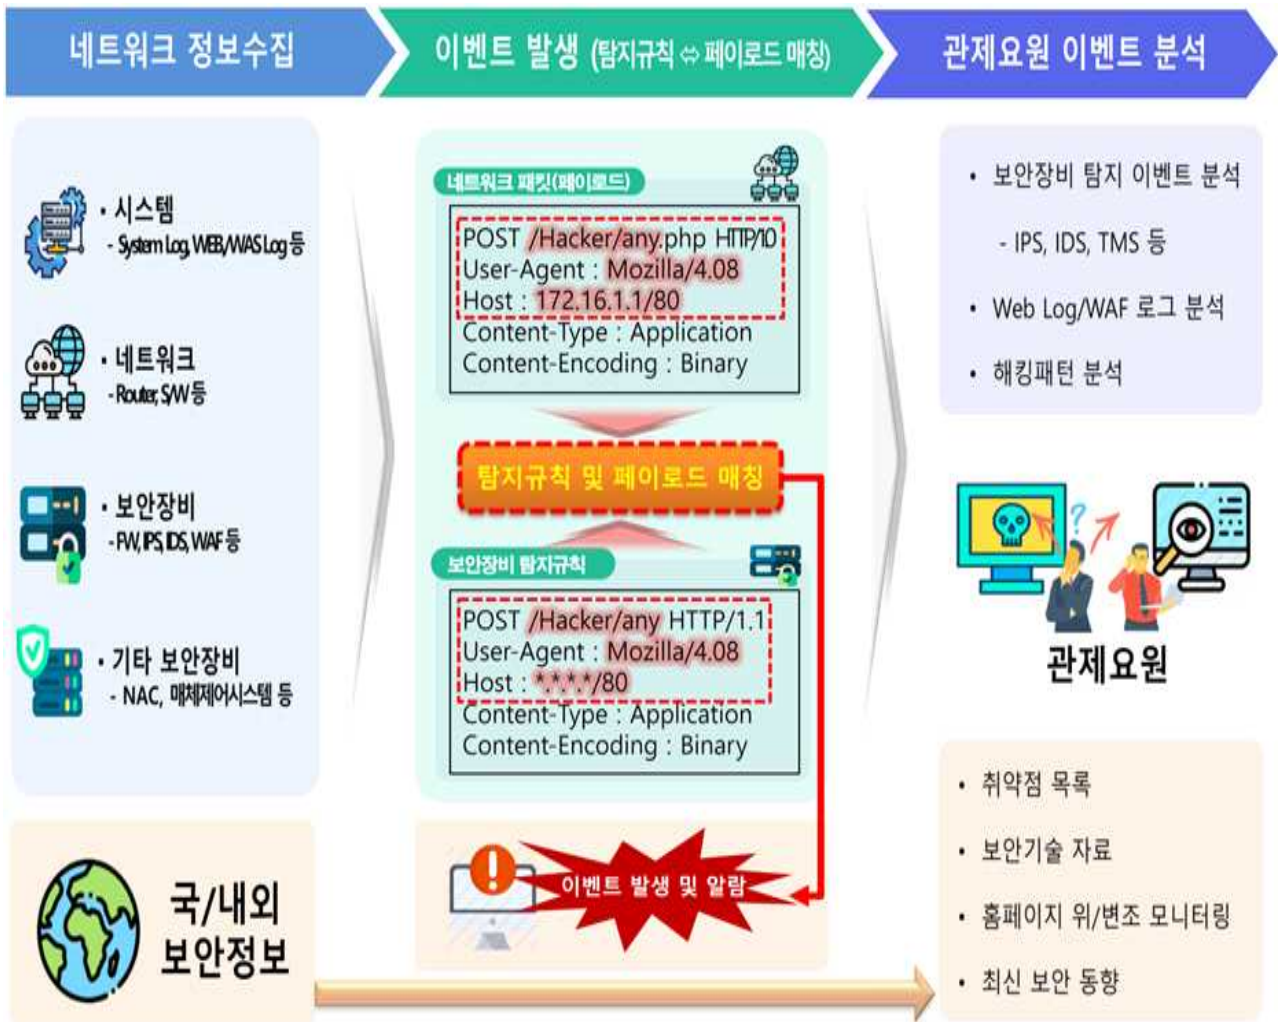 네트워크 정보수집
이벤트 발생 (탐지규칙 ⇔ 페이로드 매칭)
관제요원 이벤트 분석
• 시스템
- System Log, WEB/WAS Log 등
• 네트워크
- Router, S/W 등
• 보안장비
- FW, IPS, IDS, WAF 등
• 기타 보안장비
- NAC, 매체제어시스템 등
국/내외
보안정보
네트워크 패킷(페이로드)
POST /Hacker/any.php HTTP/1.0
User-Agent : Mozilla/4.08
Host : 172.16.1.1/80
Content-Type : Application
Content-Encoding : Binary
탐지규칙 및 페이로드 매칭
보안장비 탐지규칙
POST /Hacker/any HTTP/1.1
User-Agent : Mozilla/4.08
Host : *.*.*.*/80
Content-Type : Application
Content-Encoding : Binary
이벤트 발생 및 알람
• 보안장비 탐지 이벤트 분석
- IPS, IDS, TMS 등
• Web Log/WAF 로그 분석
• 해킹패턴 분석
?
관제요원
• 취약점 목록
• 보안기술 자료
• 홈페이지 위/변조 모니터링
• 최신 보안 동향